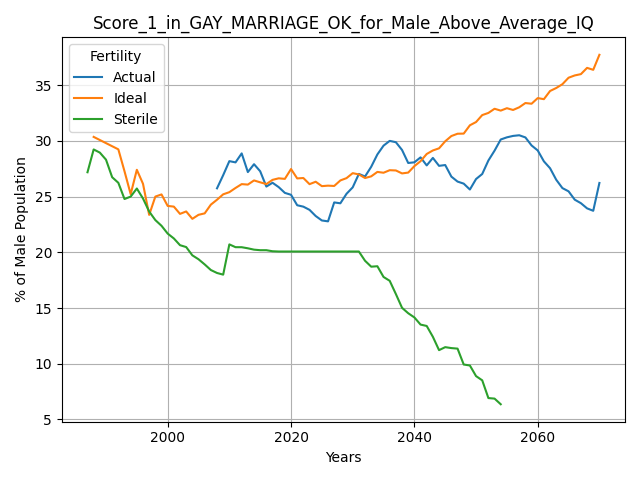 Score_1_in_GAY_MARRIAGE_OK_for_Male_Above_Average_IQ
Fertility
Actual
Ideal
Sterile
% of Male Population
35
30
25
20
15
10
5
2000
2020
2040
2060
Years